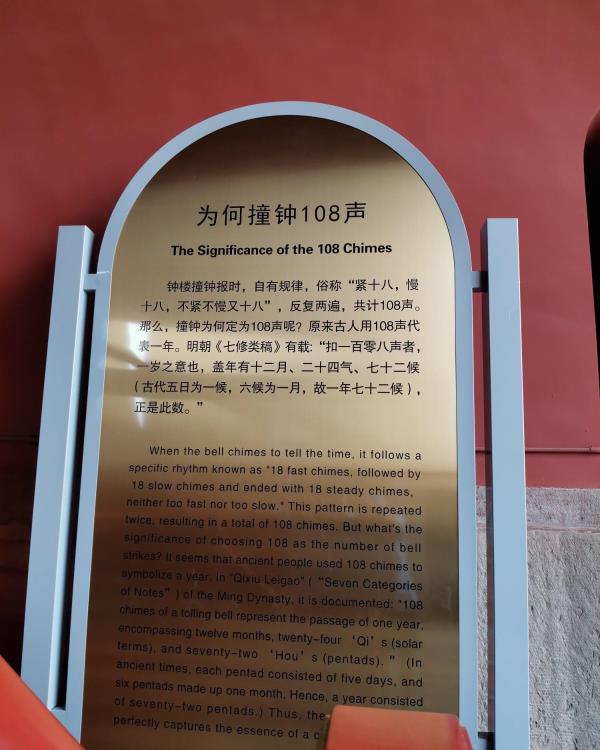 为何撞钟108声
The Significance of the 108 Chimes
钟楼撞钟报时，自有规律，俗称“紧十八，慢
十八，不紧不慢又十八”，反复两遍，共计108声。
那么，撞钟为何定为108声呢？原来古人用108声代
表一年。明朝《七修类稿》有载:“扣一百零八声者，
一岁之意也，盖年有十二月、二十四气、七十二候
(古代五日为一候，六候为一月，故一年七十二候)，
正是此数。”
When the bell chimes to tell the time, it follows a
specific rhythm known as "18 fast chimes, followed by
18 slow chimes and ended with 18 steady chimes,
neither too fast nor too slow." This pattern is repeated
twice, resulting in a total of 108 chimes. But what's the
significance of choosing 108 as the number of bell
strikes? It seems that ancient people used 108 chimes to
symbolize a year. In "Qixiu Leigao" (“Seven Categories
of Notes”) of the Ming Dynasty, it is documented: "108
chimes of a tolling bell represent the passage of one year,
encompassing twelve months, twenty-four ‘Qi’s (solar
terms), and seventy-two ‘Hou’s (pentads). ” (In
ancient times, each pentad consisted of five days, and
six pentads made up one month. Hence, a year consisted
of seventy-two pentads.) Thus, the
perfectly captures the essence of a